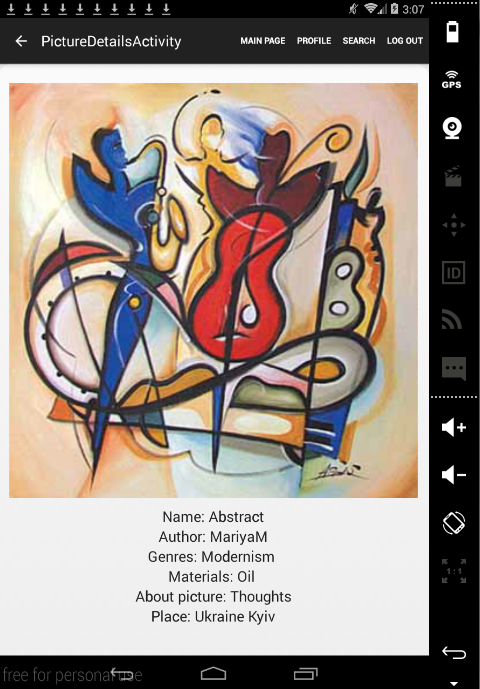 3:07
PictureDetailsActivity MAIN PAGE PROFILE SEARCH LOG OUT
GPS
ID
Name: Abstract
Author: MariyaM
Genres: Modernism
Materials: Oil
About picture: Thoughts
Place: Ukraine Kyiv
1:1
free for personal use